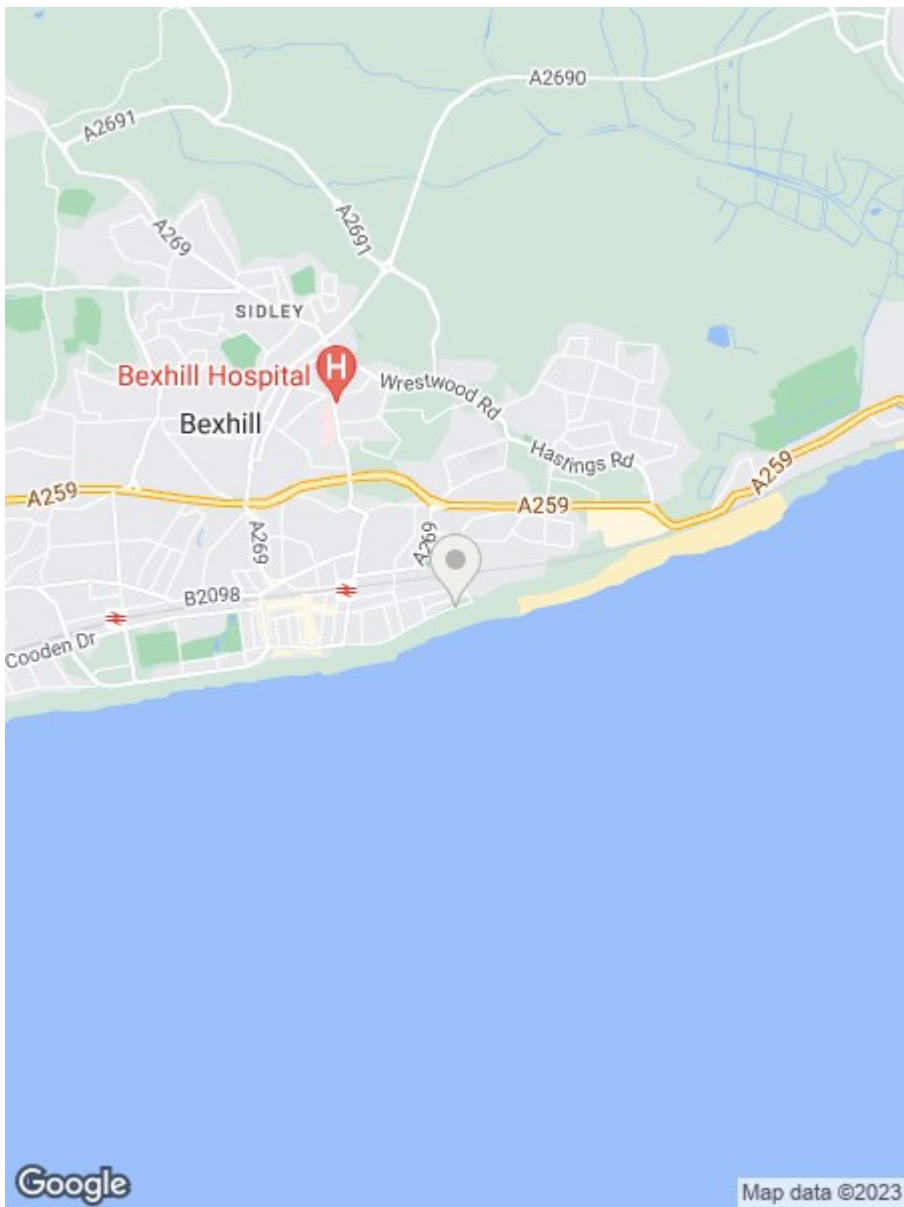 A2690
A2691
A269
A2691
SIDLEY
Bexhill Hospital
H
Wrestwood Rd
Bexhill
Hastings Rd
A259
A259
A259
A269
A269
B2098
Cooden Dr
Google
Map data ©2023